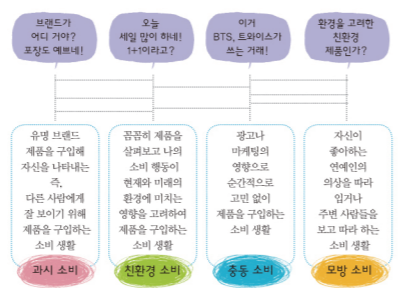 브랜드가
어디 거야?
포장도 예쁘네!
오늘
세일 많이 하네!
1+1이라고?
이거
BTS, 트와이스가
쓰는 거래!
환경을 고려한
친환경
제품인가?
유명 브랜드
제품을 구입해
자신을 나타내는
즉,
다른 사람에게
잘 보이기 위해
제품을 구입하는
소비 생활
과시 소비
꼼꼼히 제품을
살펴보고 나의
소비 행동이
현재와 미래의
환경에 미치는
영향을 고려하여
제품을 구입하는
소비 생활
친환경 소비
광고나
마케팅의
영향으로
순간적으로
고민 없이
제품을 구입하는
소비 생활
충동 소비
자신이
좋아하는
연예인의
의상을 따라
입거나
주변 사람들을
보고 따라 하는
소비 생활
모방 소비